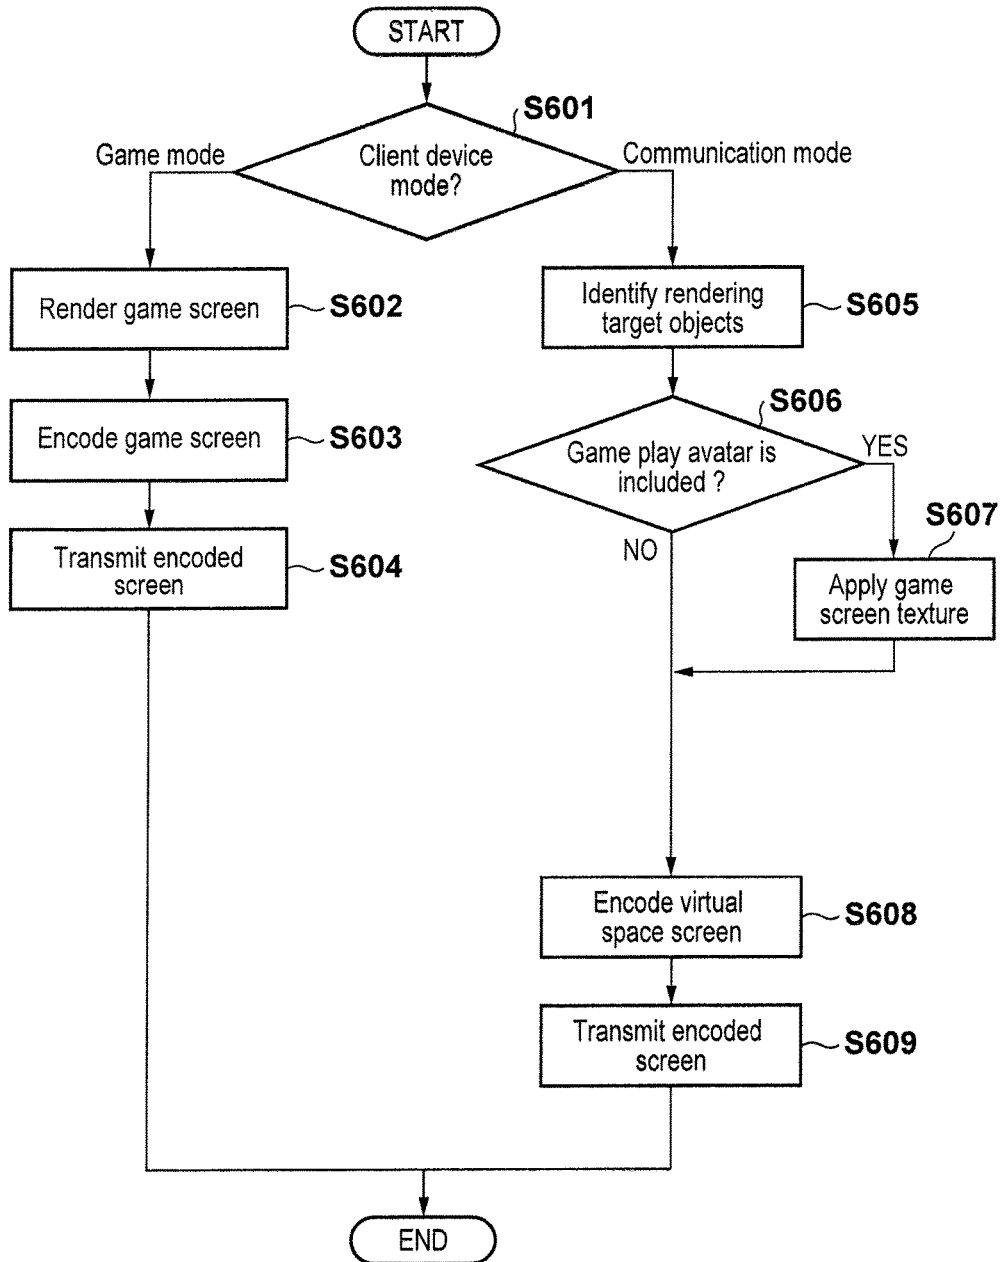 START
S601
Client device
mode?
Game mode
Communication mode
Render game screen
S602
Encode game screen
S603
Transmit encoded
screen
S604
Identify rendering
target objects
S605
S606
Game play avatar is
included ?
YES
NO
S607
Apply game
screen texture
Encode virtual
space screen
S608
Transmit encoded
screen
S609
END